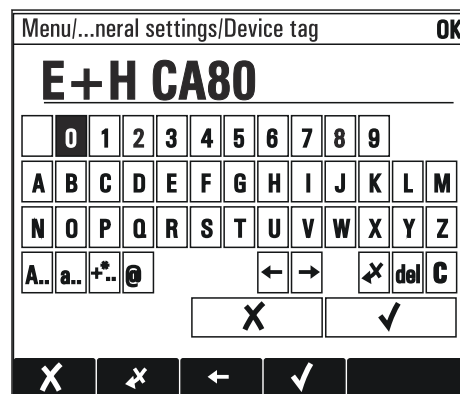 Menu/...neral settings/Device tag OK
E+H CA80
0 1 2 3 4 5 6 7 8 9
A B C D E F G H I J K L M
N O P Q R S T U V W X Y Z
A.. a.. +*.. @ ← → del C
✗ ✓
✗ ← ✓